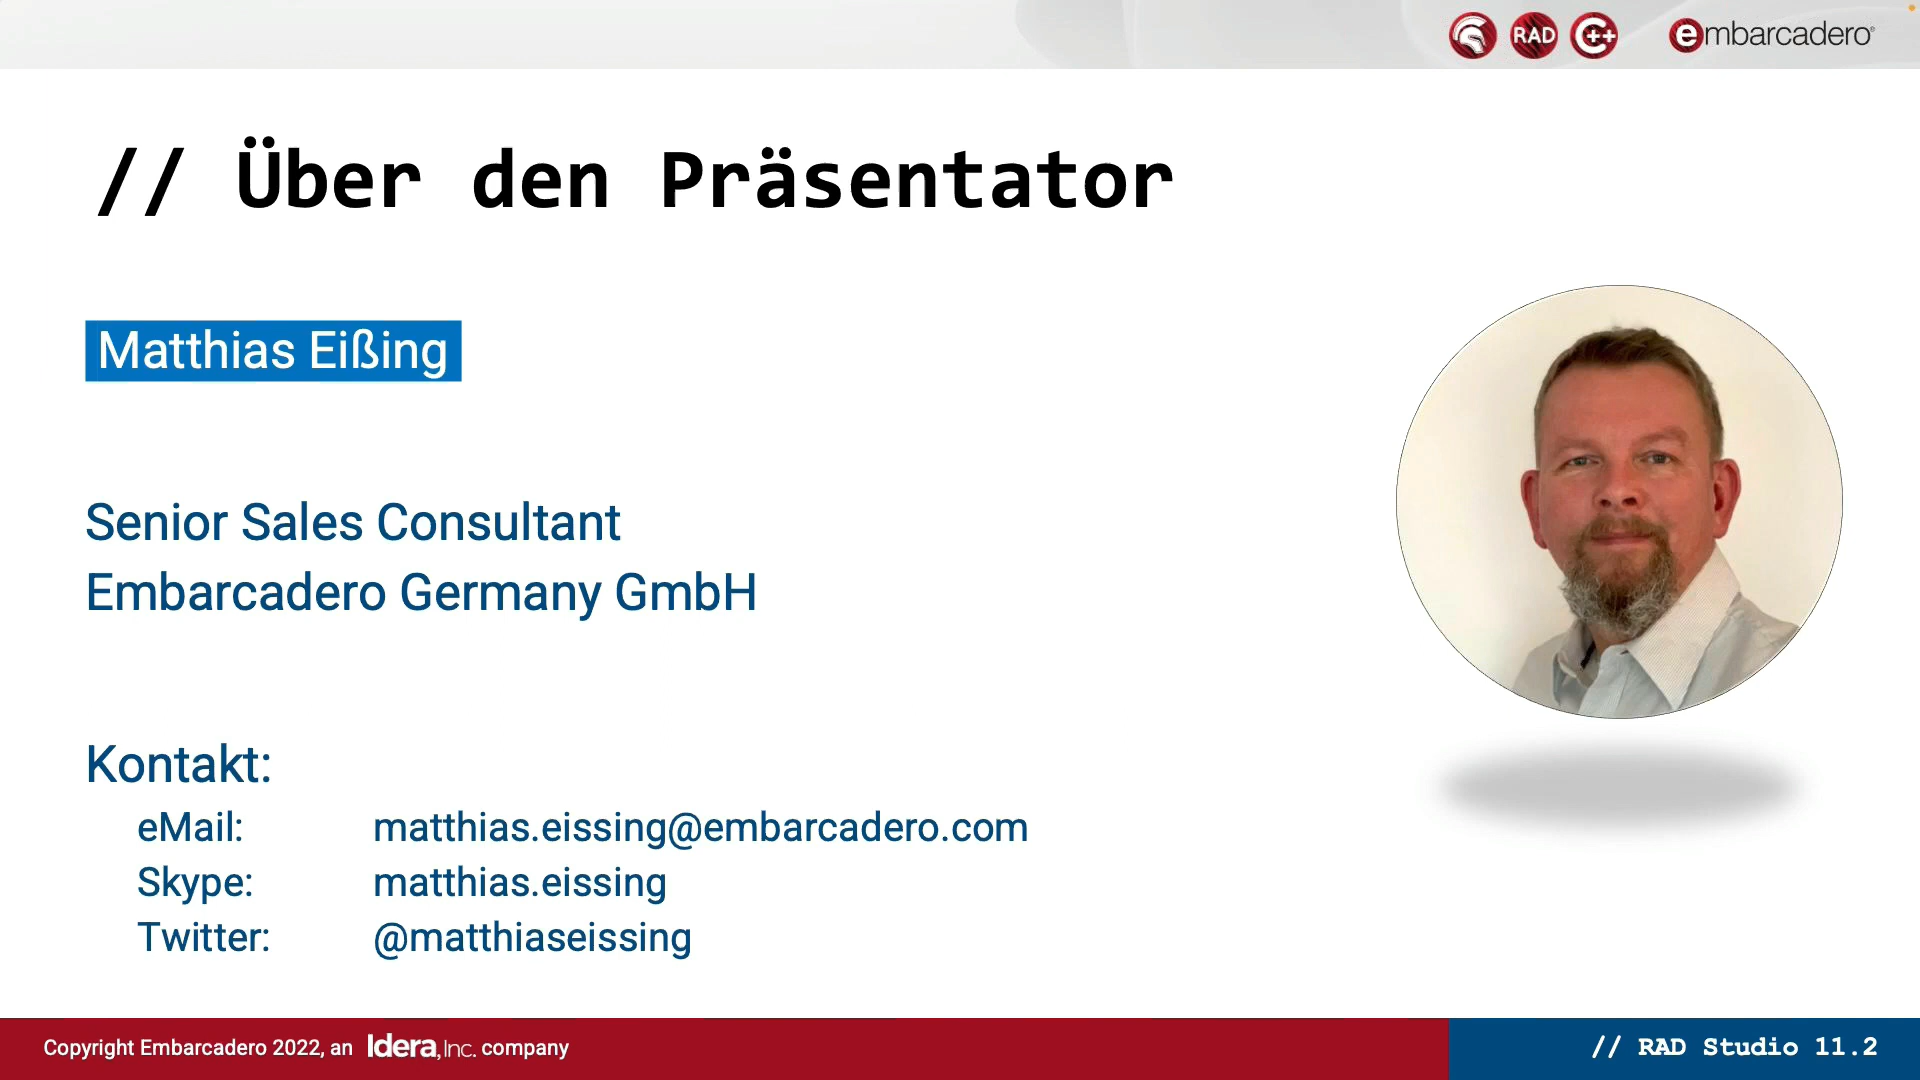 RAD C++ embarcadero®
// Über den Präsentator
Matthias Eißing
Senior Sales Consultant
Embarcadero Germany GmbH
Kontakt:
eMail: matthias.eissing@embarcadero.com
Skype: matthias.eissing
Twitter: @matthiaseissing
Copyright Embarcadero 2022, an Idera, Inc. company
// RAD Studio 11.2